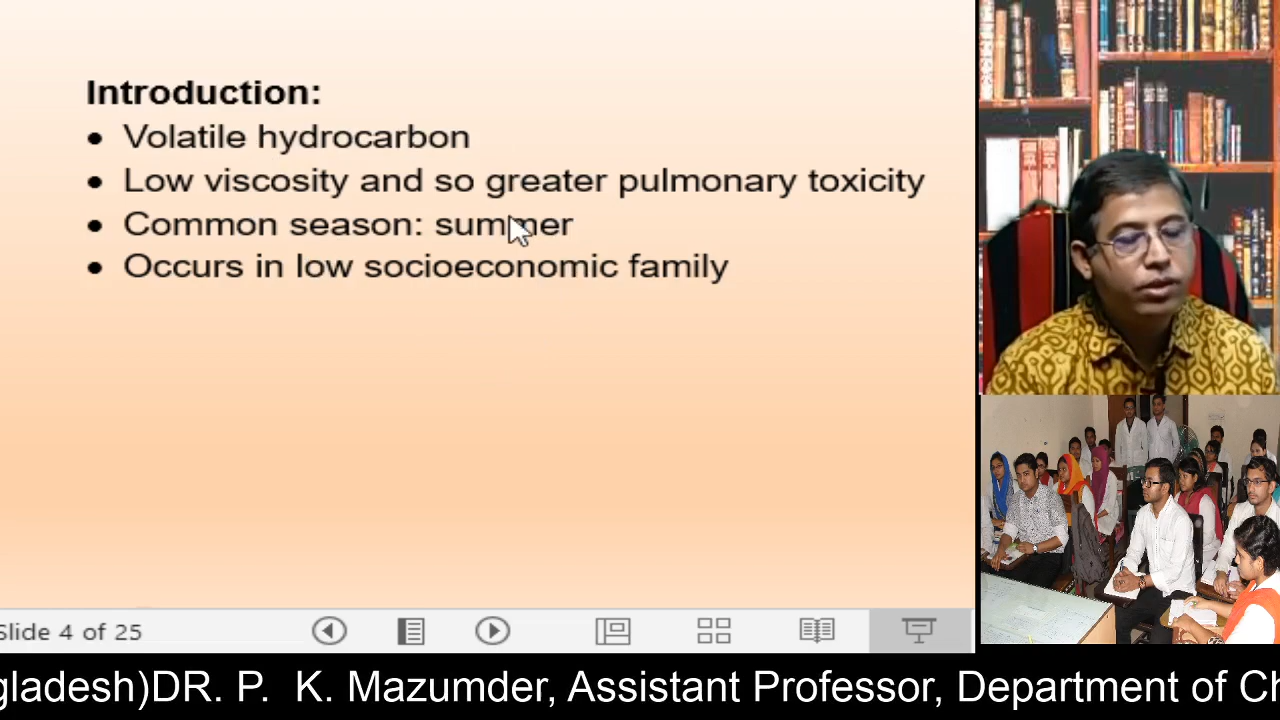 Introduction:
• Volatile hydrocarbon
• Low viscosity and so greater pulmonary toxicity
• Common season: summer
• Occurs in low socioeconomic family
Slide 4 of 25
gladesh)DR. P. K. Mazumder, Assistant Professor, Department of Ch